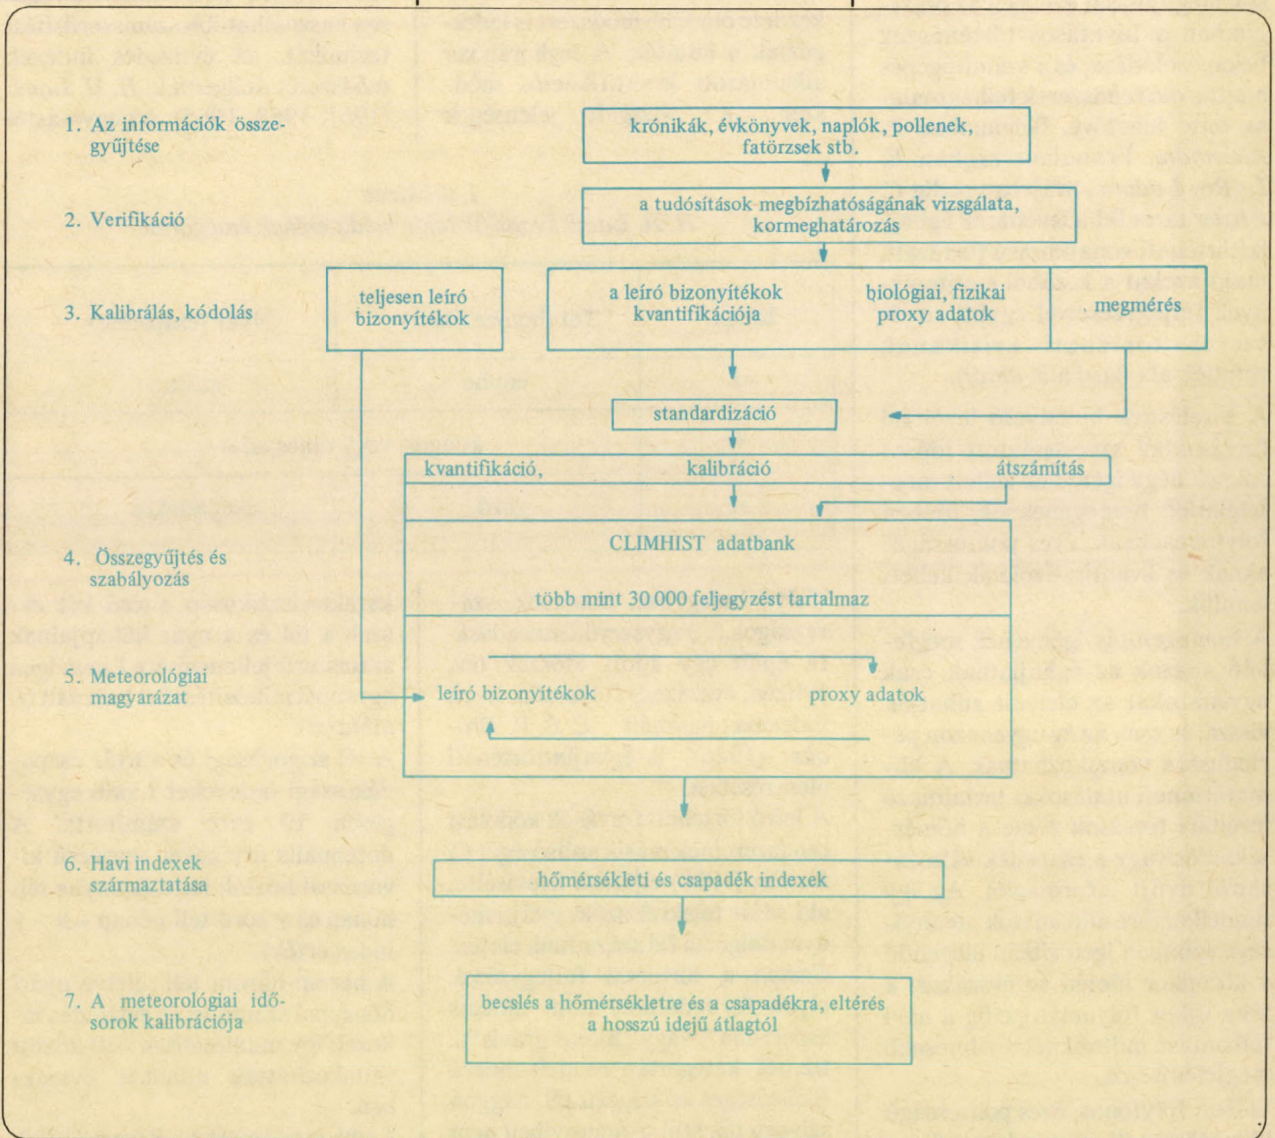 1. Az információk össze-
gyűjtése
krónikák, évkönyvek, naplók, pollenek,
fatörzsek stb.
2. Verifikáció
a tudósítások megbízhatóságának vizsgálata,
kormeghatározás
3. Kalibrálás, kódolás
teljesen leíró
bizonyítékok
a leíró bizonyítékok
kvantifikációja
biológiai, fizikai
proxy adatok
megmérés
standardizáció
kvantifikáció,
kalibráció
átszámítás
4. Összegyűjtés és
szabályozás
CLIMHIST adatbank
több mint 30 000 feljegyzést tartalmaz
5. Meteorológiai
magyarázat
leíró bizonyítékok
proxy adatok
6. Havi indexek
származtatása
hőmérsékleti és csapadék indexek
7. A meteorológiai idő-
sorok kalibrációja
becslés a hőmérsékletre és a csapadékra, eltérés
a hosszú idejű átlagtól